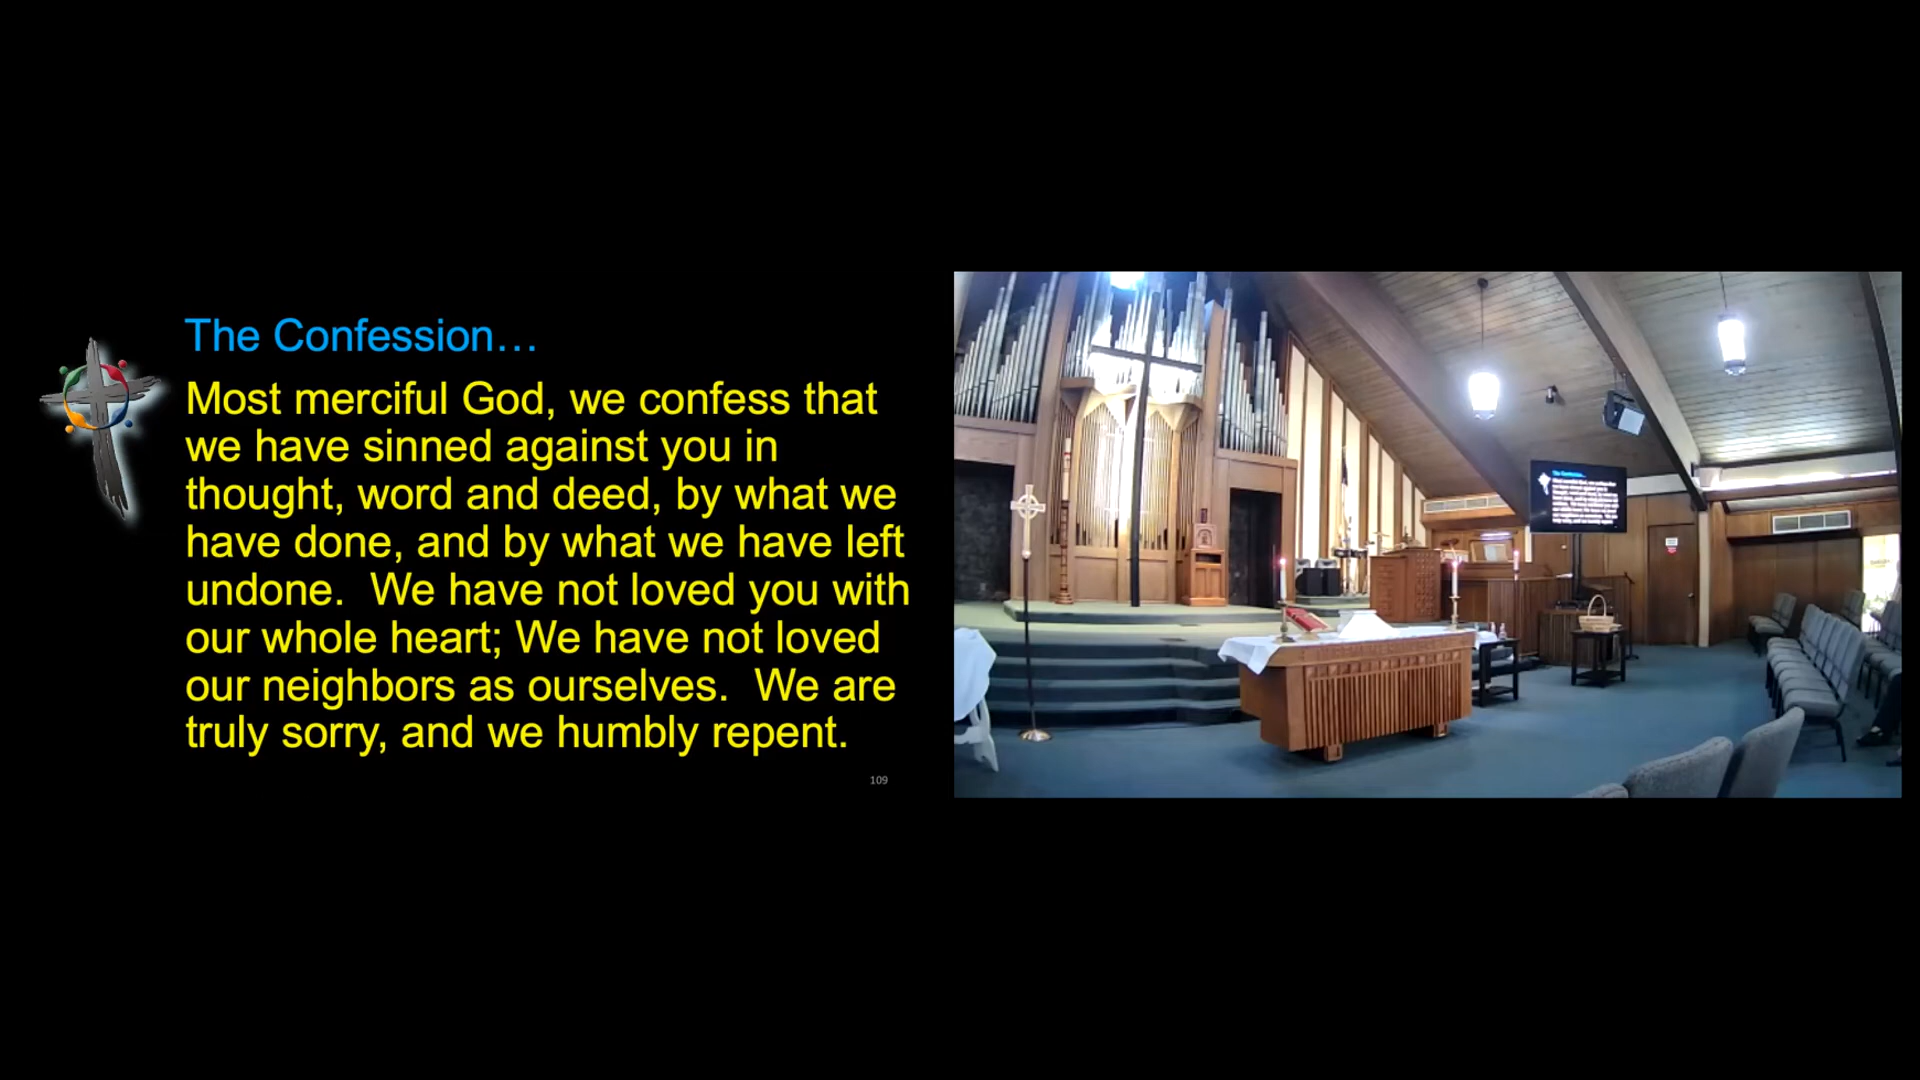 The Confession…
Most merciful God, we confess that
we have sinned against you in
thought, word and deed, by what we
have done, and by what we have left
undone.  We have not loved you with
our whole heart; We have not loved
our neighbors as ourselves.  We are
truly sorry, and we humbly repent.
109
The Confession…